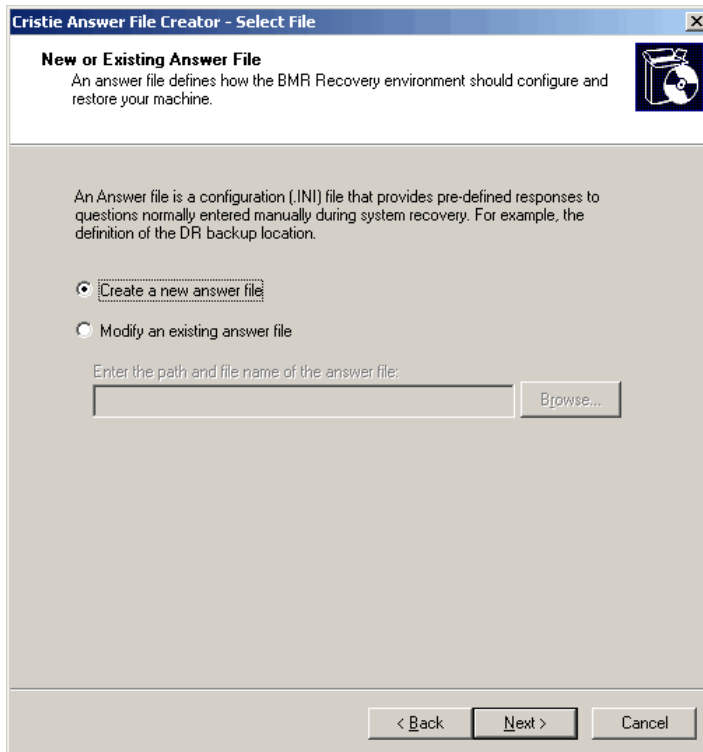 Cristie Answer File Creator - Select File
New or Existing Answer File
An answer file defines how the BMR Recovery environment should configure and
restore your machine.
An Answer file is a configuration (.INI) file that provides pre-defined responses to
questions normally entered manually during system recovery. For example, the
definition of the DR backup location.
Create a new answer file
Modify an existing answer file
Enter the path and file name of the answer file:
Browse...
< Back
Next >
Cancel